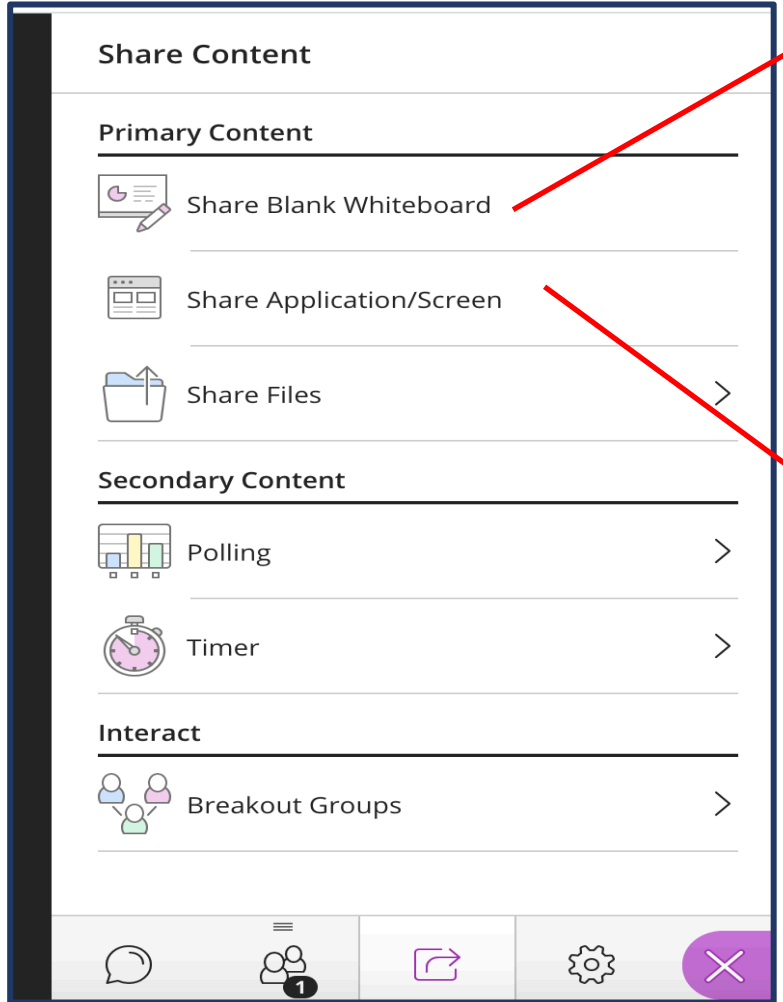 Share Content
Primary Content
Share Blank Whiteboard
Share Application/Screen
Share Files
Secondary Content
Polling
Timer
Interact
Breakout Groups
1